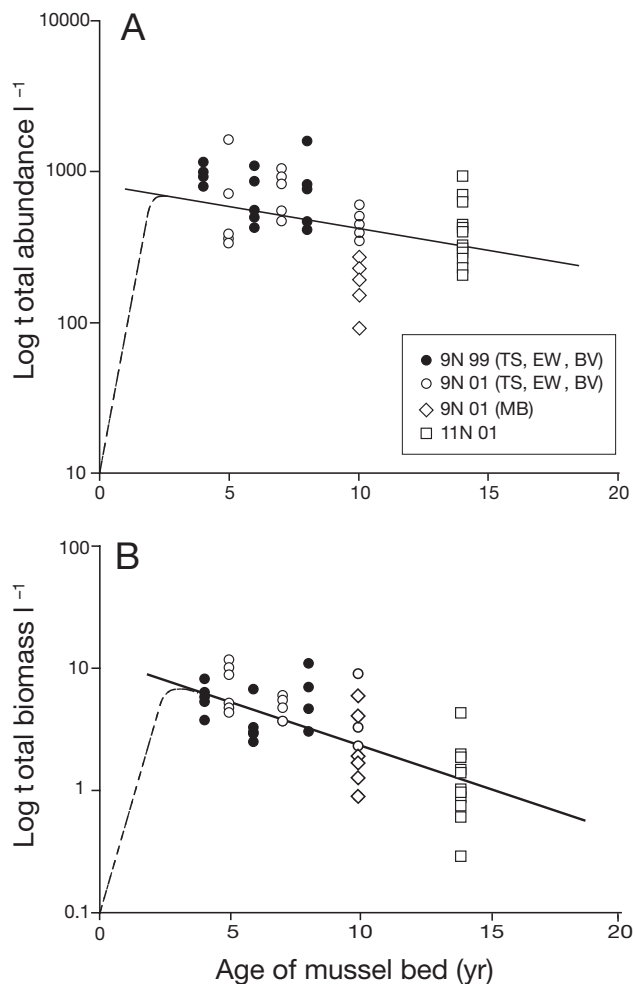 A
Log total abundance l⁻¹
10000
1000
100
10
0
5
10
15
20
9N 99 (TS, EW, BV)
9N 01 (TS, EW, BV)
9N 01 (MB)
11N 01
B
Log total biomass l⁻¹
100
10
1
0.1
0
5
10
15
20
Age of mussel bed (yr)